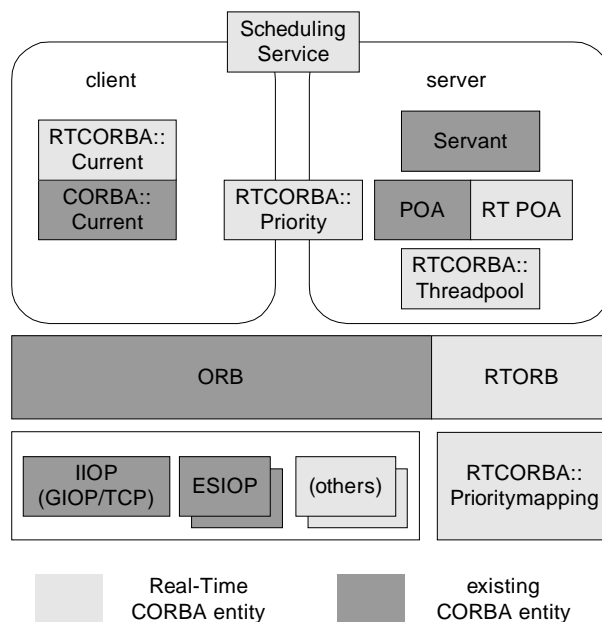 Scheduling
Service
client
server
RTCORBA::
Current
CORBA::
Current
RTCORBA::
Priority
Servant
POA
RT POA
RTCORBA::
Threadpool
ORB
RTORB
IIOP
(GIOP/TCP)
ESIOP
(others)
RTCORBA::
Prioritymapping
Real-Time
CORBA entity
existing
CORBA entity